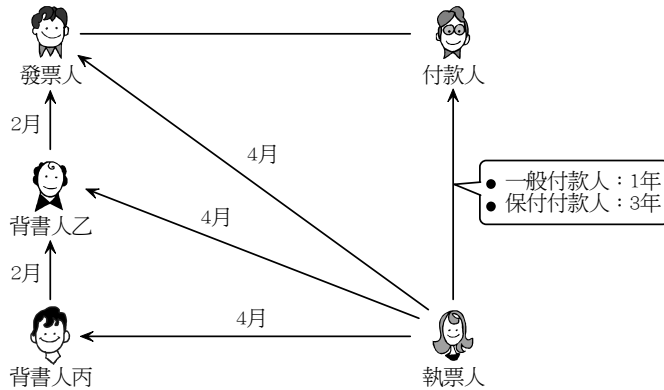 發票人
付款人
2月
4月
● 一般付款人：1年
● 保付付款人：3年
4月
背書人乙
2月
4月
背書人丙
執票人